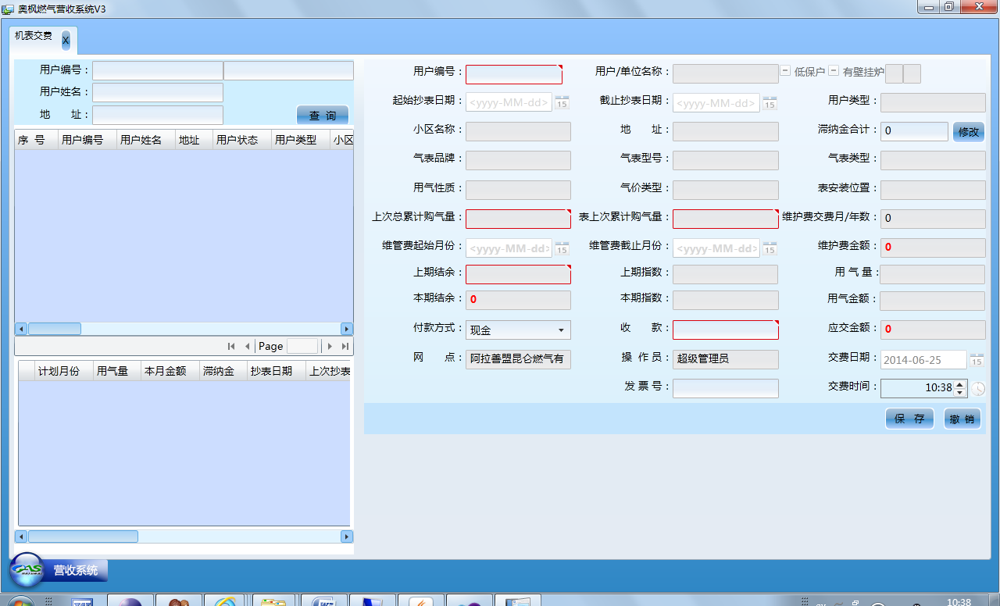 奥枫燃气营收系统V3
机表交费 X
用户编号：
用户姓名：
地 址：
查 询
序 号 用户编号 用户姓名 地址 用户状态 用户类型 小区
Page
计划月份 用气量 本月金额 滞纳金 抄表日期 上次抄表
用户编号： 用户/单位名称： 低保户 有壁挂炉
起始抄表日期： <yyyy-MM-dd> 15 截止抄表日期： <yyyy-MM-dd> 15 用户类型：
小区名称： 地 址： 滞纳金合计： 0 修改
气表品牌： 气表型号： 气表类型：
用气性质： 气价类型： 表安装位置：
上次总累计购气量： 表上次累计购气量： 维护费交费月/年数： 0
维管费起始月份： <yyyy-MM-dd> 15 维管费截止月份： <yyyy-MM-dd> 15 维护费金额： 0
上期结余： 上期指数： 用 气 量：
本期结余： 0 本期指数： 用气金额：
付款方式： 现金 收 款： 应交金额： 0
网 点： 阿拉善盟昆仑燃气有 操 作 员： 超级管理员 交费日期： 2014-06-25 15
发 票 号： 交费时间： 10:38
保 存 撤 销
GAS
NATURAL
营收系统
10:38